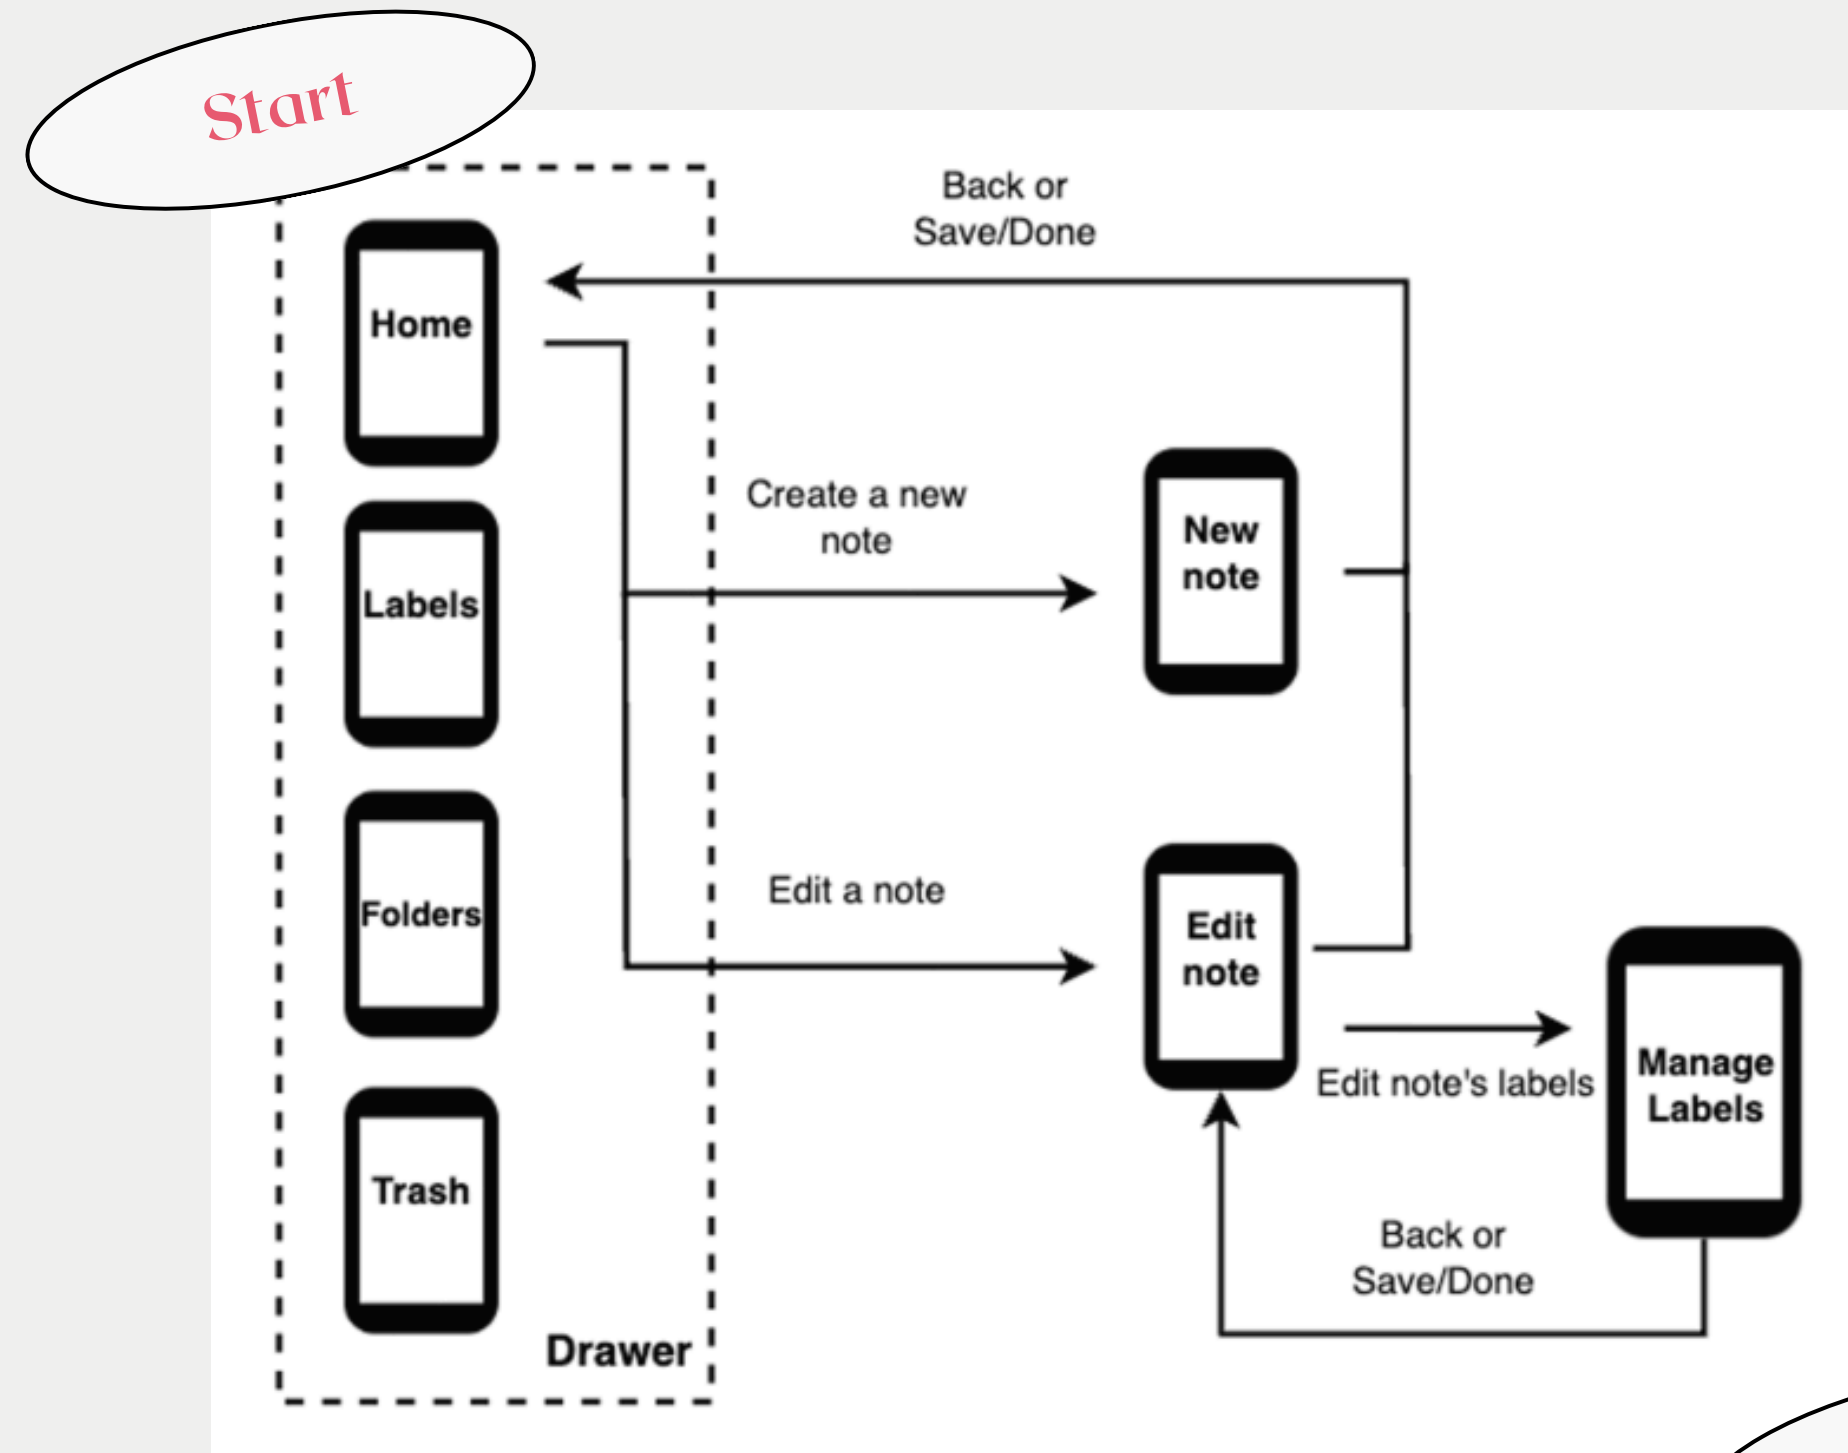 Start
Back or
Save/Done
Home
Create a new
note
New
note
Labels
Edit a note
Folders
Edit
note
Edit note's labels
Manage
Labels
Trash
Back or
Save/Done
Drawer